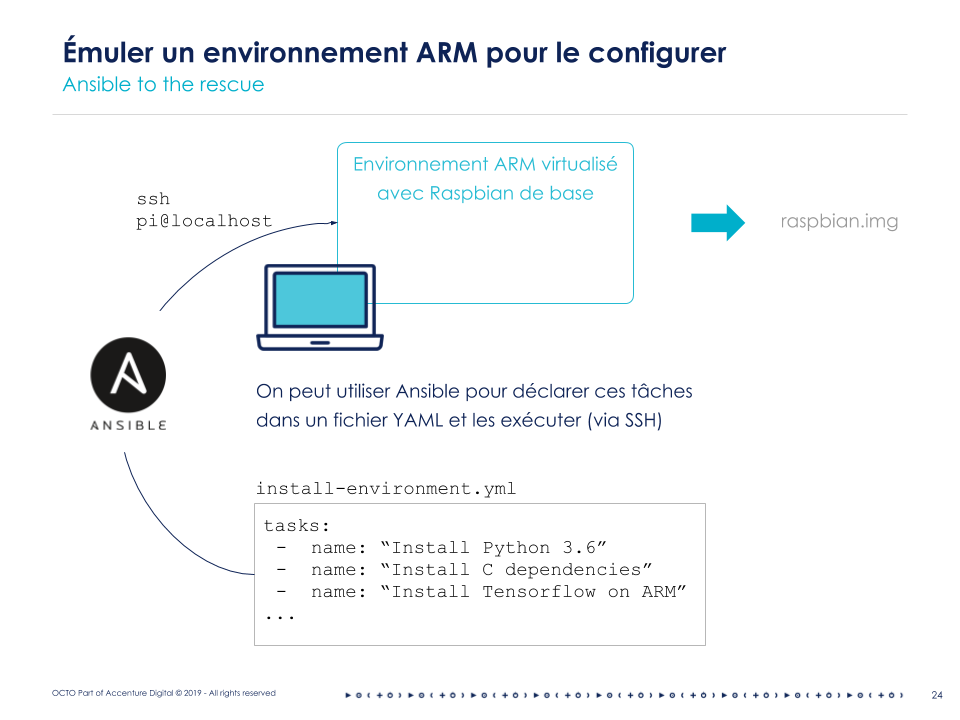 Émuler un environnement ARM pour le configurer
Ansible to the rescue
Environnement ARM virtualisé
avec Raspbian de base
ssh
pi@localhost
raspbian.img
ANSIBLE
On peut utiliser Ansible pour déclarer ces tâches
dans un fichier YAML et les exécuter (via SSH)
install-environment.yml
tasks:
- name: “Install Python 3.6”
- name: “Install C dependencies”
- name: “Install Tensorflow on ARM”
...
OCTO Part of Accenture Digital © 2019 - All rights reserved
24